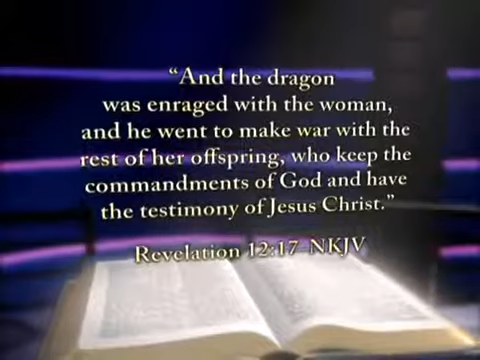 “And the dragon
was enraged with the woman,
and he went to make war with the
rest of her offspring, who keep the
commandments of God and have
the testimony of Jesus Christ.”
Revelation 12:17–NKJV